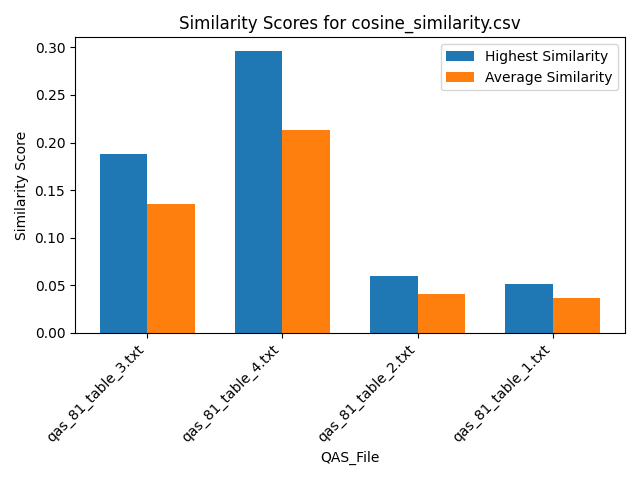 Similarity Scores for cosine_similarity.csv
Highest Similarity
Average Similarity
Similarity Score
0.30
0.25
0.20
0.15
0.10
0.05
0.00
qas_81_table_3.txt
qas_81_table_4.txt
qas_81_table_2.txt
qas_81_table_1.txt
QAS_File